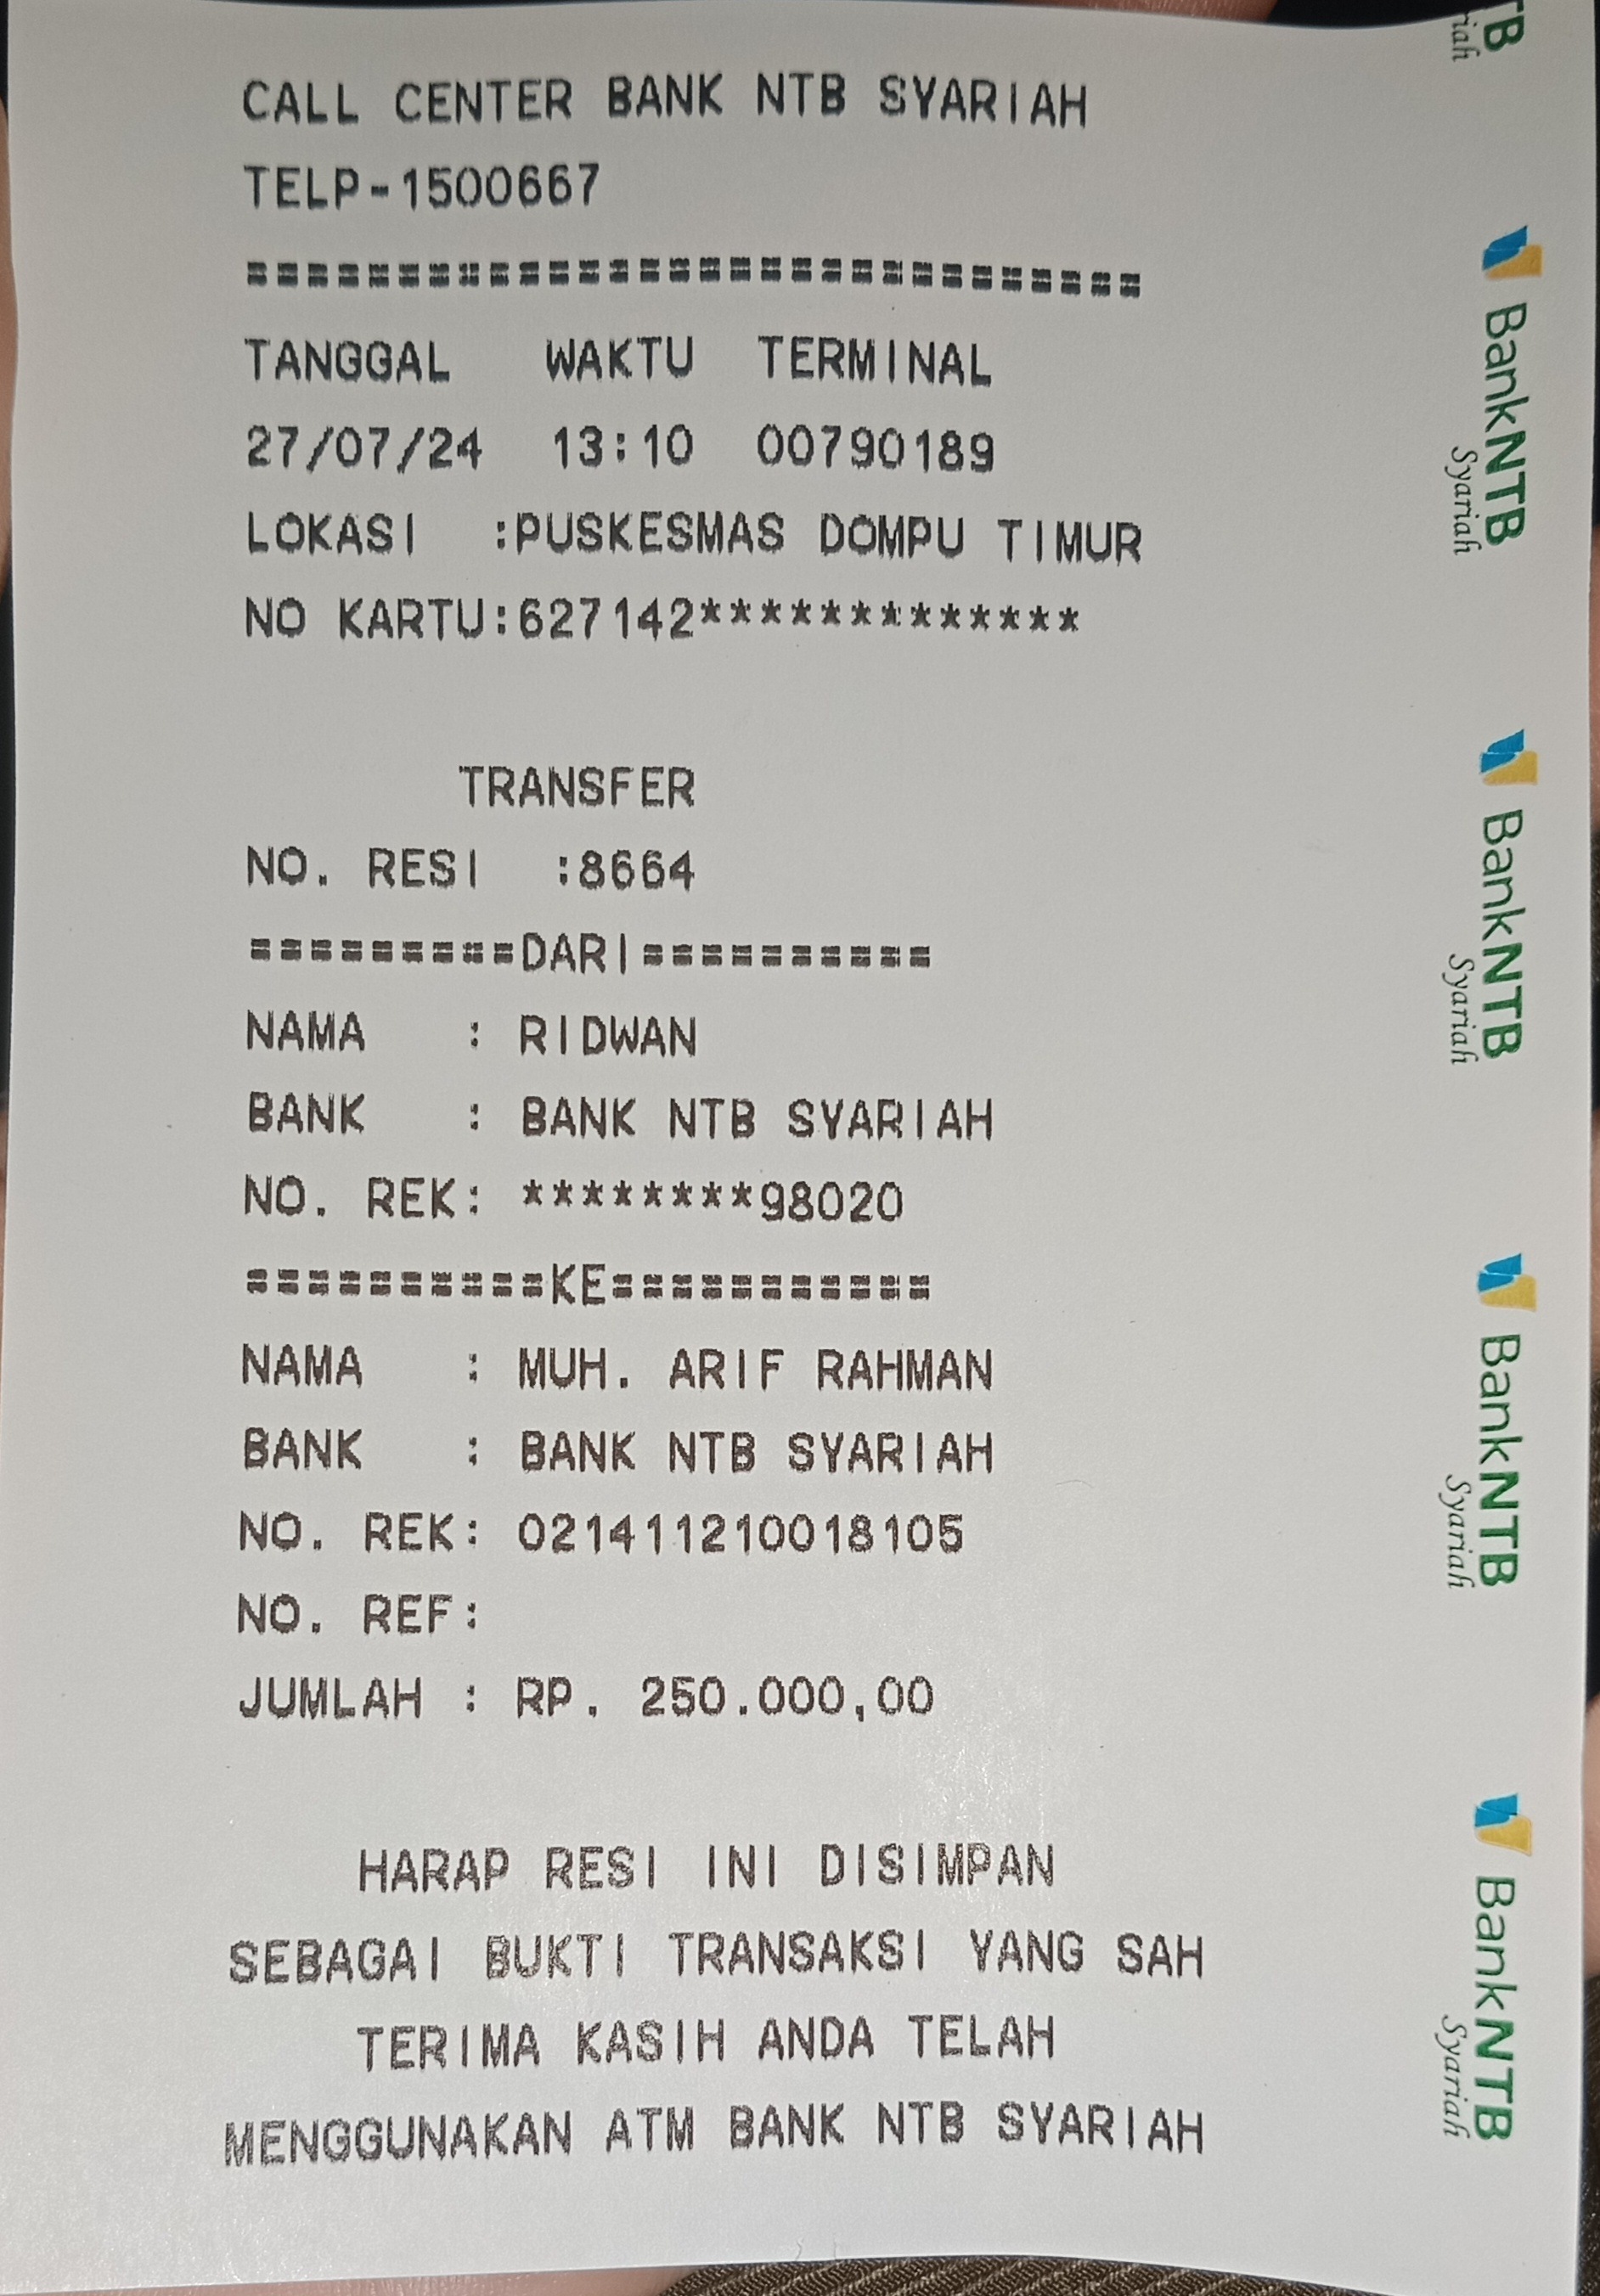 CALL CENTER BANK NTB SYARIAH
TELP-1500667
==============================
TANGGAL   WAKTU  TERMINAL
27/07/24  13:10  00790189
LOKASI  :PUSKESMAS DOMPU TIMUR
NO KARTU:627142*************
TRANSFER
NO. RESI  :8664
=========DARI==========
NAMA   : RIDWAN
BANK   : BANK NTB SYARIAH
NO. REK: ********98020
==========KE===========
NAMA   : MUH. ARIF RAHMAN
BANK   : BANK NTB SYARIAH
NO. REK: 021411210018105
NO. REF:
JUMLAH : RP. 250.000,00
HARAP RESI INI DISIMPAN
SEBAGAI BUKTI TRANSAKSI YANG SAH
TERIMA KASIH ANDA TELAH
MENGGUNAKAN ATM BANK NTB SYARIAH
TB
riah
BankNTB
Syariah
BankNTB
Syariah
BankNTB
Syariah
BankNTB
Syariah